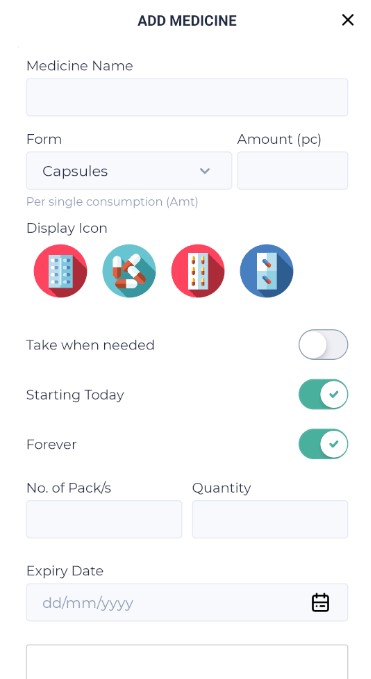 ADD MEDICINE
Medicine Name
Form Amount (pc)
Capsules
Per single consumption (Amt)
Display Icon
Take when needed
Starting Today
Forever
No. of Pack/s Quantity
Expiry Date
dd/mm/yyyy